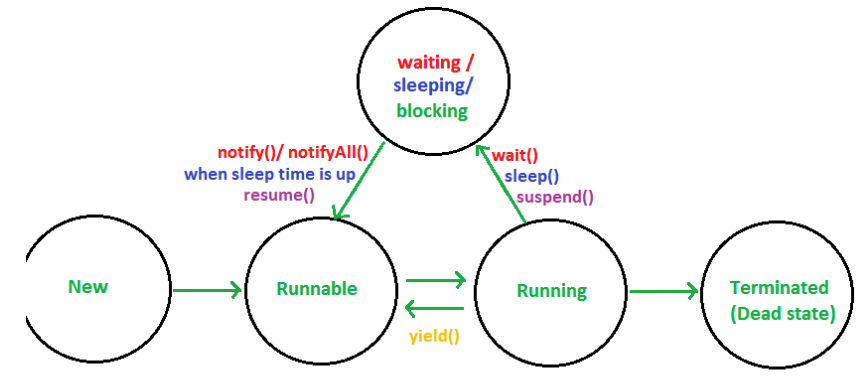 waiting /
sleeping/
blocking
notify()/ notifyAll()
when sleep time is up
resume()
wait()
sleep()
suspend()
New
Runnable
Running
Terminated
(Dead state)
yield()